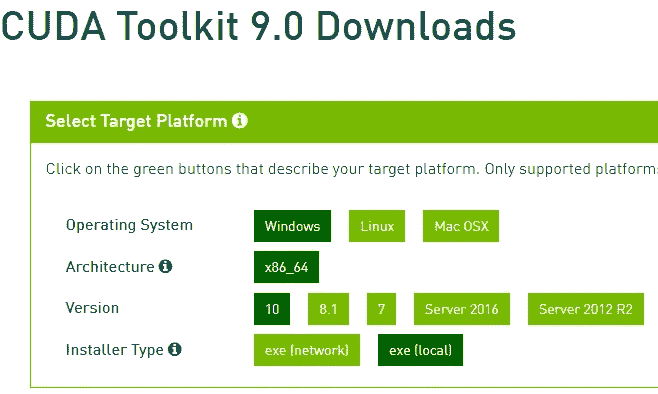 CUDA Toolkit 9.0 Downloads
Select Target Platform
Click on the green buttons that describe your target platform. Only supported platform
Operating System Windows Linux Mac OSX
Architecture x86_64
Version 10 8.1 7 Server 2016 Server 2012 R2
Installer Type exe (network) exe (local)